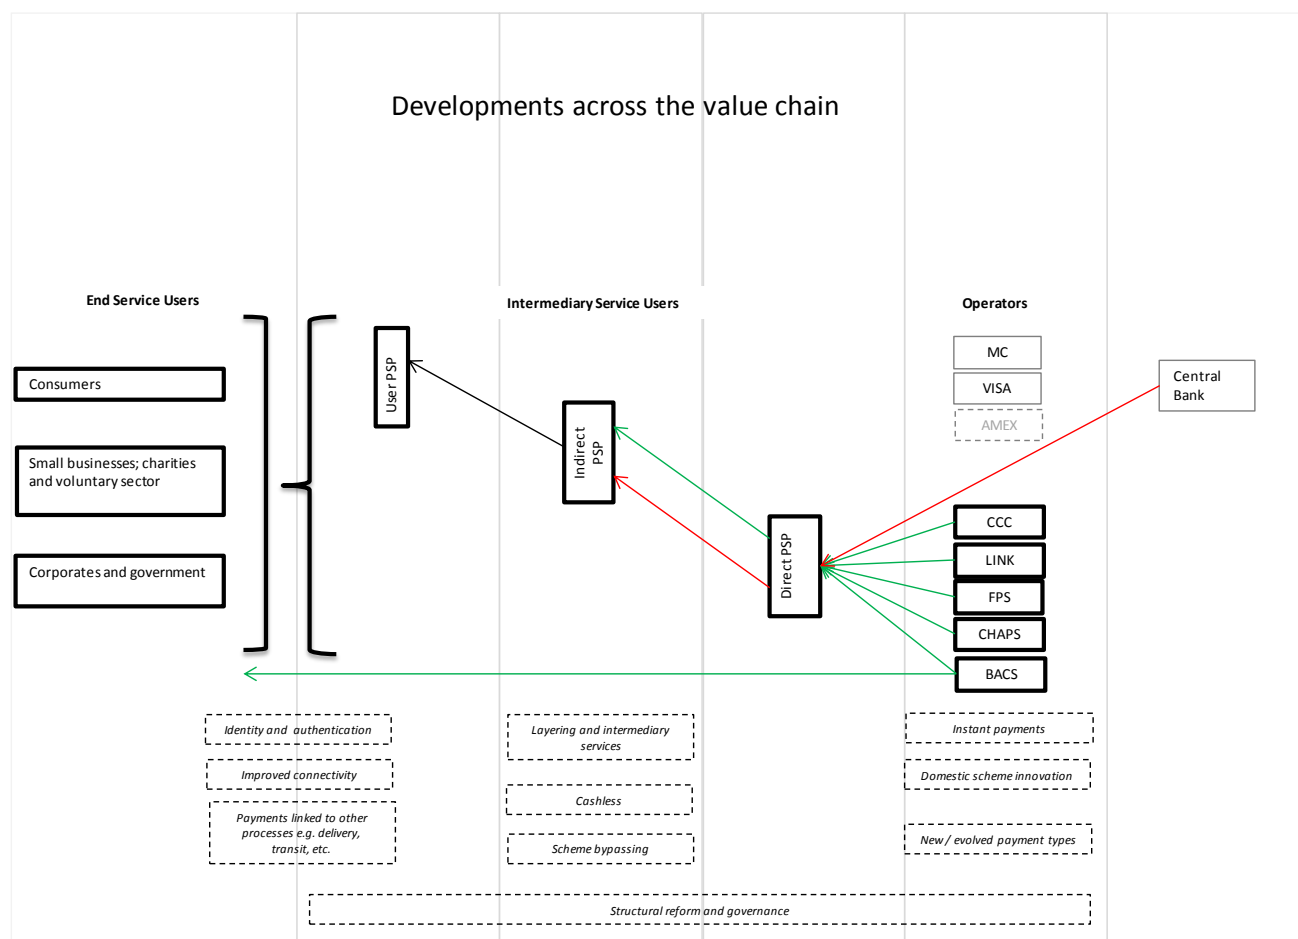 Developments across the value chain
End Service Users
Intermediary Service Users
Operators
Consumers
Small businesses; charities
and voluntary sector
Corporates and government
User PSP
Indirect
PSP
Direct PSP
MC
VISA
AMEX
Central
Bank
CCC
LINK
FPS
CHAPS
BACS
Identity and authentication
Improved connectivity
Payments linked to other
processes e.g. delivery,
transit, etc.
Layering and intermediary
services
Cashless
Scheme bypassing
Instant payments
Domestic scheme innovation
New / evolved payment types
Structural reform and governance